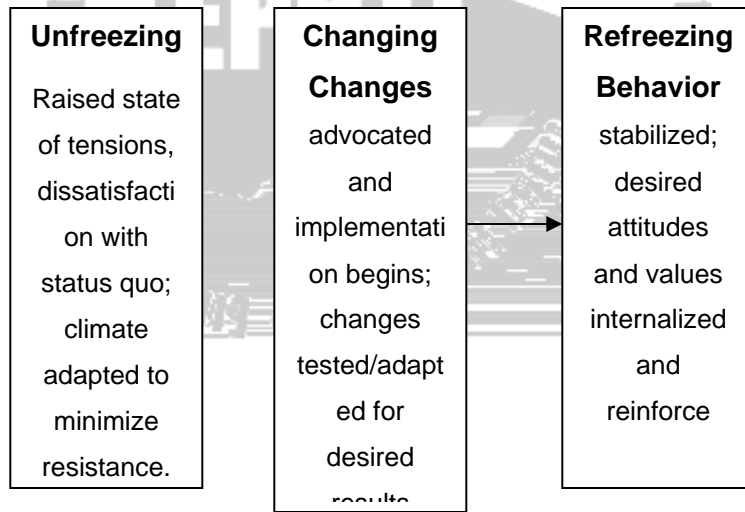 Unfreezing
Raised state
of tensions,
dissatisfacti
on with
status quo;
climate
adapted to
minimize
resistance.
Changing
Changes
advocated
and
implementati
on begins;
changes
tested/adapt
ed for
desired
results
Refreezing
Behavior
stabilized;
desired
attitudes
and values
internalized
and
reinforce